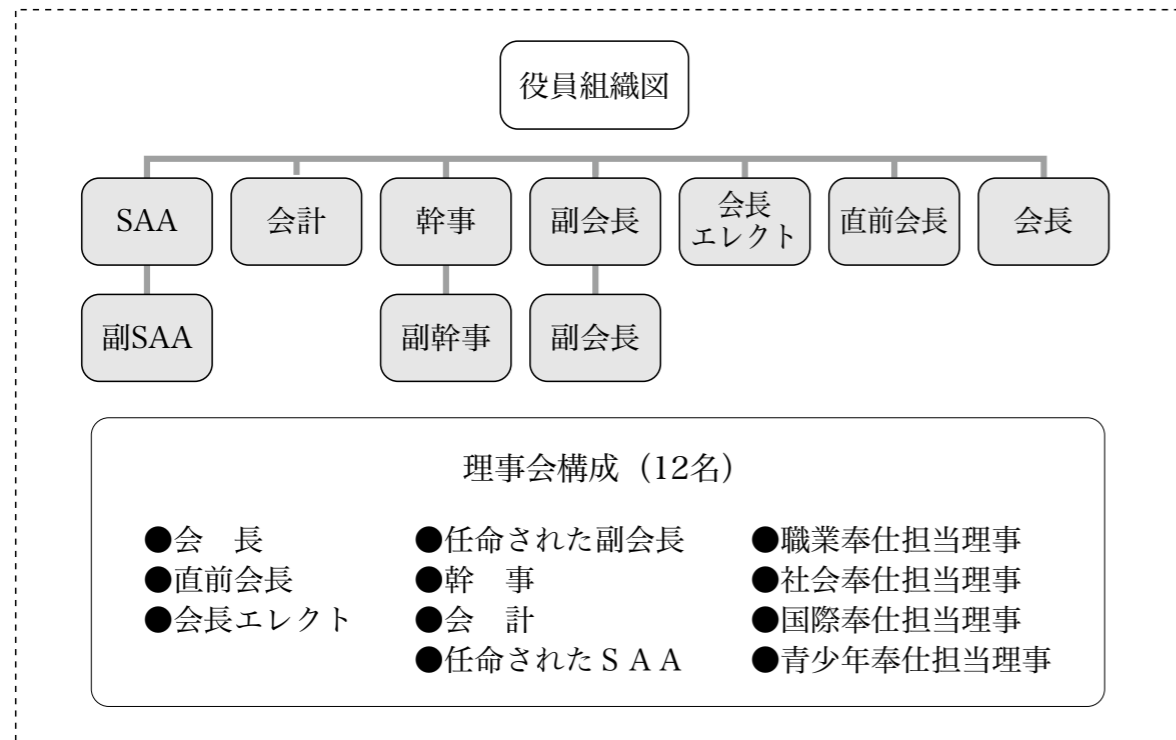 役員組織図
SAA
会計
幹事
副会長
会長
エレクト
直前会長
会長
副SAA
副幹事
副会長
理事会構成（12名）
●会　長
●直前会長
●会長エレクト
●任命された副会長
●幹　事
●会　計
●任命されたＳＡＡ
●職業奉仕担当理事
●社会奉仕担当理事
●国際奉仕担当理事
●青少年奉仕担当理事